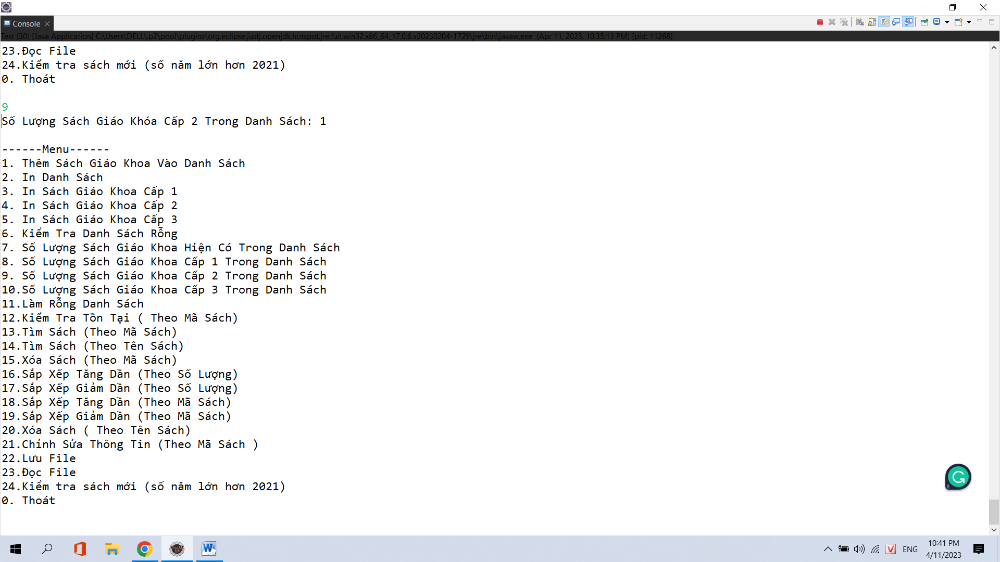 Console
Test (30) [Java Application] C:\Users\DELL\.p2\pool\plugins\org.eclipse.justj.openjdk.hotspot.jre.full.win32.x86_64_17.0.6.v20230204-1729\jre\bin\javaw.exe (Apr 11, 2023, 10:35:13 PM) [pid: 11268]
23.Đọc File
24.Kiểm tra sách mới (số năm lớn hơn 2021)
0. Thoát
9
Số Lượng Sách Giáo Khóa Cấp 2 Trong Danh Sách: 1
------Menu------
1. Thêm Sách Giáo Khoa Vào Danh Sách
2. In Danh Sách
3. In Sách Giáo Khoa Cấp 1
4. In Sách Giáo Khoa Cấp 2
5. In Sách Giáo Khoa Cấp 3
6. Kiểm Tra Danh Sách Rỗng
7. Số Lượng Sách Giáo Khoa Hiện Có Trong Danh Sách
8. Số Lượng Sách Giáo Khoa Cấp 1 Trong Danh Sách
9. Số Lượng Sách Giáo Khoa Cấp 2 Trong Danh Sách
10.Số Lượng Sách Giáo Khoa Cấp 3 Trong Danh Sách
11.Làm Rỗng Danh Sách
12.Kiểm Tra Tồn Tại ( Theo Mã Sách)
13.Tìm Sách (Theo Mã Sách)
14.Tìm Sách (Theo Tên Sách)
15.Xóa Sách (Theo Mã Sách)
16.Sắp Xếp Tăng Dần (Theo Số Lượng)
17.Sắp Xếp Giảm Dần (Theo Số Lượng)
18.Sắp Xếp Tăng Dần (Theo Mã Sách)
19.Sắp Xếp Giảm Dần (Theo Mã Sách)
20.Xóa Sách ( Theo Tên Sách)
21.Chỉnh Sửa Thông Tin (Theo Mã Sách )
22.Lưu File
23.Đọc File
24.Kiểm tra sách mới (số năm lớn hơn 2021)
0. Thoát
ENG
10:41 PM
4/11/2023